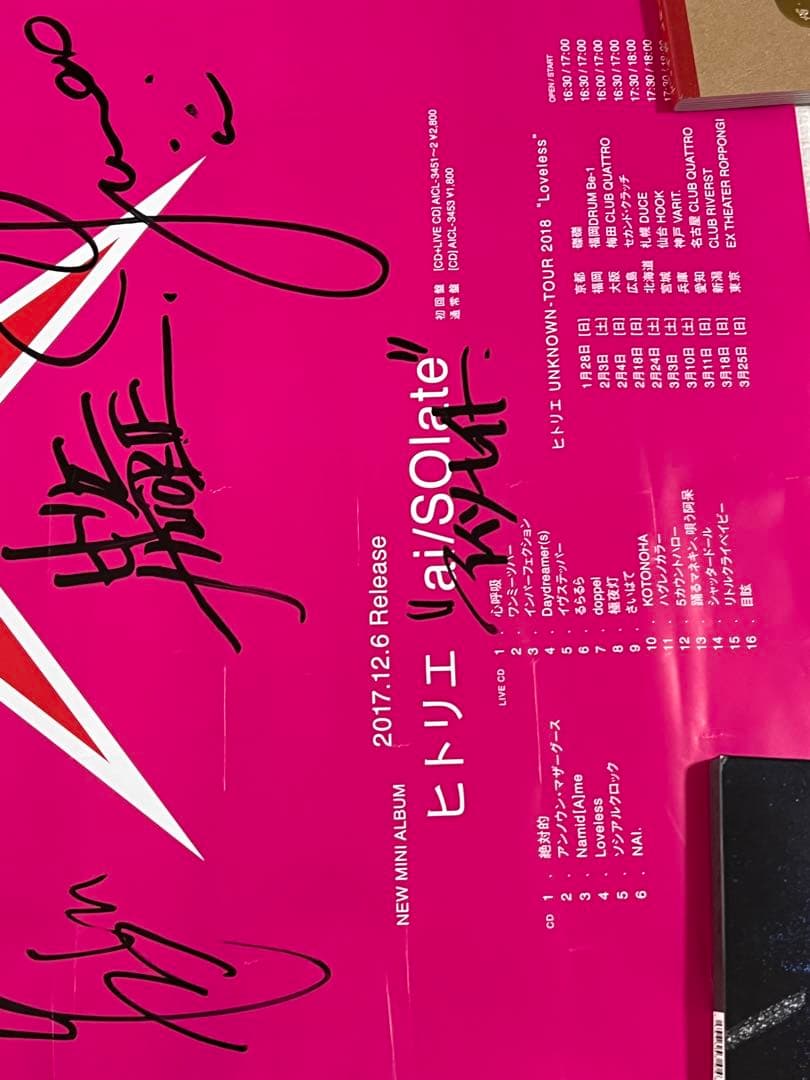 NEW MINI ALBUM
2017.12.6 Release
ヒトリエ "ai/SOlate"
初回盤 [CD+LIVE CD] AICL-3451~2 ¥2,800
通常盤 [CD] AICL-3453 ¥1,800
CD
1. 絶対的
2. アンノウン・マザーグース
3. Namid[A]me
4. Loveless
5. ソシアルクロック
6. NAI.
LIVE CD
1. 心呼吸
2. ワンミーツハー
3. インパーフェクション
4. Daydreamer(s)
5. イヴステッパー
6. るらるら
7. doppel
8. 極夜灯
9. さいはて
10. KOTONOHA
11. ハグレノカラー
12. 5カウントハロー
13. 踊るマネキン、唄う阿呆
14. シャッタードール
15. リトルクライベイビー
16. 目眩
ヒトリエ UNKNOWN-TOUR 2018 "Loveless"
OPEN / START
1月28日 [日] 京都 磔磔 16:30 / 17:00
2月3日 [土] 福岡 福岡DRUM Be-1 16:30 / 17:00
2月4日 [日] 大阪 梅田 CLUB QUATTRO 16:00 / 17:00
2月18日 [日] 広島 セカンド・クラッチ 16:30 / 17:00
2月24日 [土] 北海道 札幌 DUCE 17:30 / 18:00
3月3日 [土] 宮城 仙台 HOOK 17:30 / 18:00
3月10日 [土] 兵庫 神戸 VARIT.
3月11日 [日] 愛知 名古屋 CLUB QUATTRO
3月18日 [日] 新潟 CLUB RIVERST
3月25日 [日] 東京 EX THEATER ROPPONGI